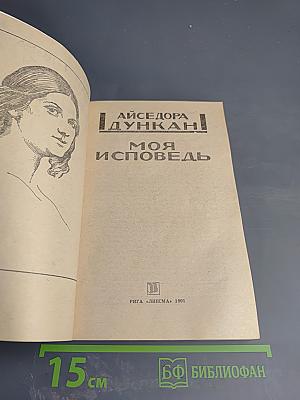 АЙСЕДОРА
ДУНКАН
МОЯ
ИСПОВЕДЬ
РИГА «ЛИЕСМА» 1991
15 СМ
БФ БИБЛИОФАН